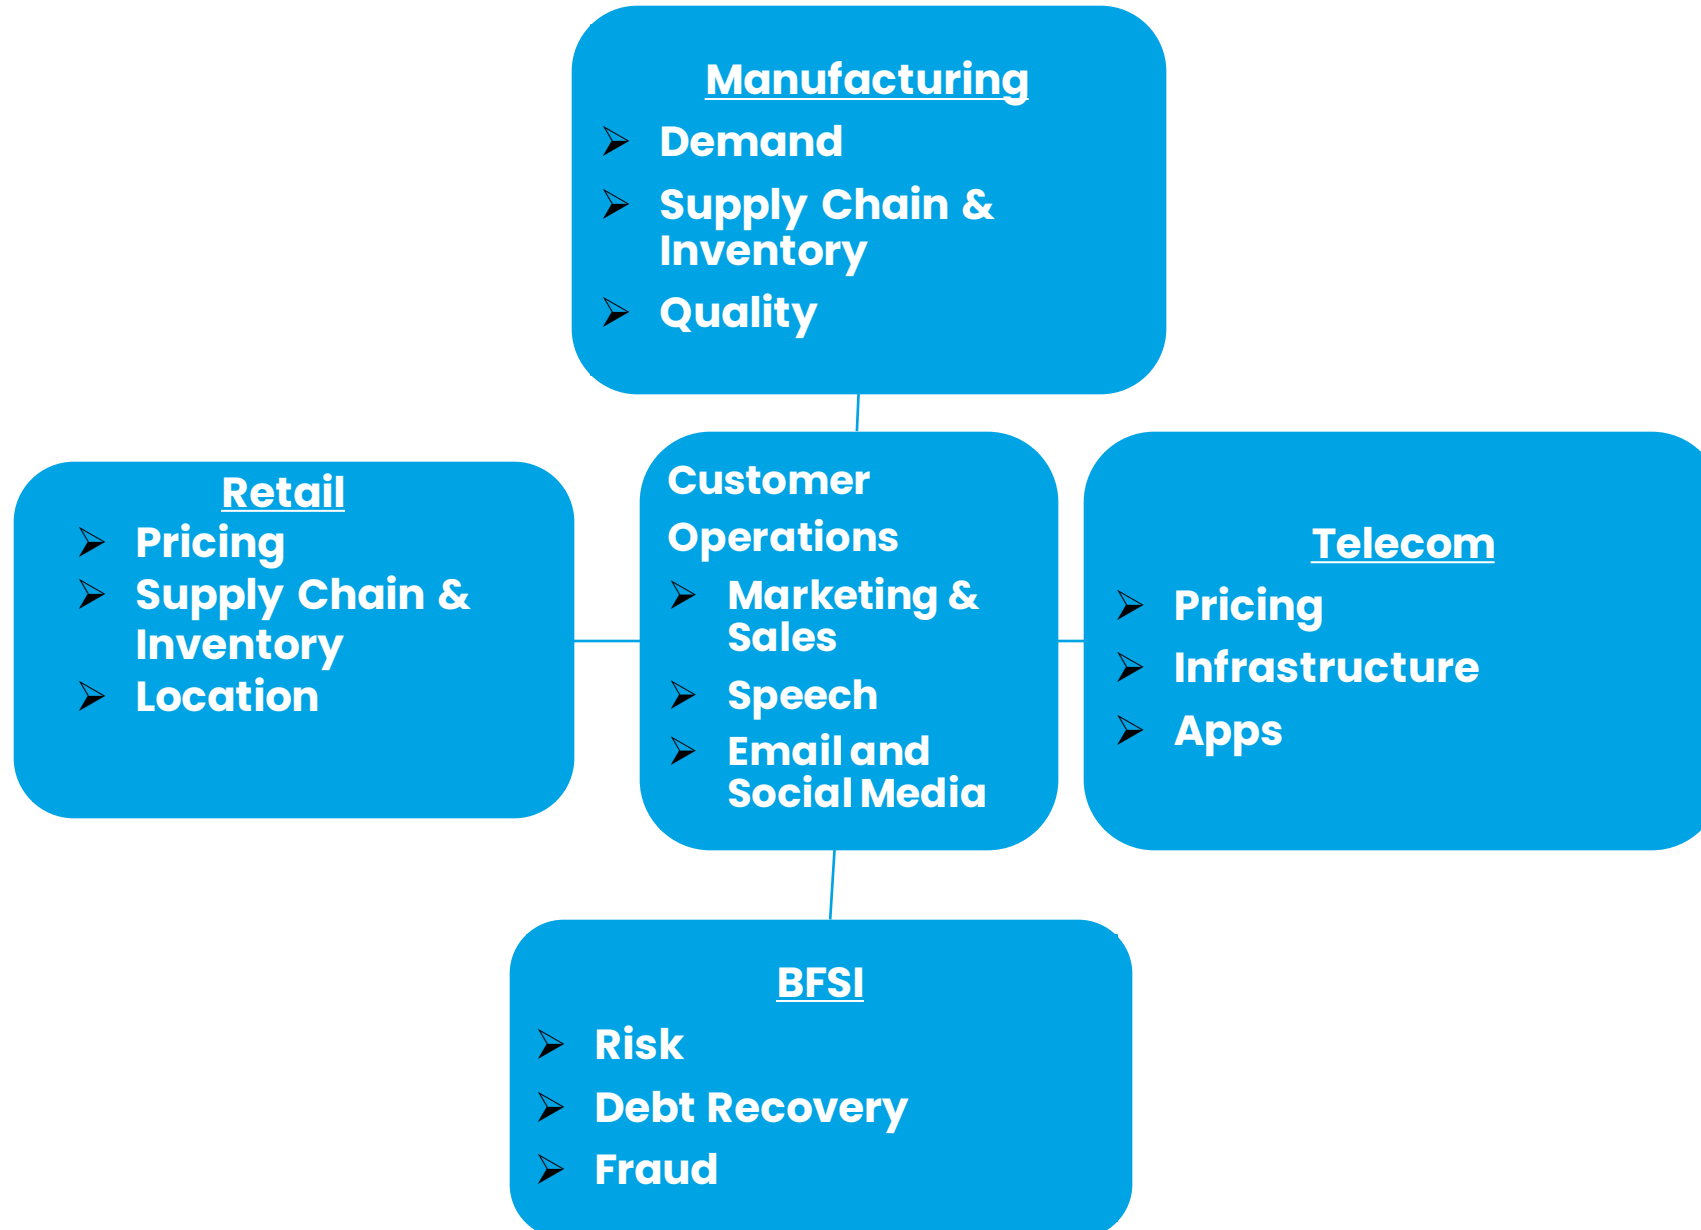 Manufacturing
Demand
Supply Chain &
Inventory
Quality
Retail
Pricing
Supply Chain &
Inventory
Location
Customer
Operations
Marketing &
Sales
Speech
Email and
Social Media
Telecom
Pricing
Infrastructure
Apps
BFSI
Risk
Debt Recovery
Fraud